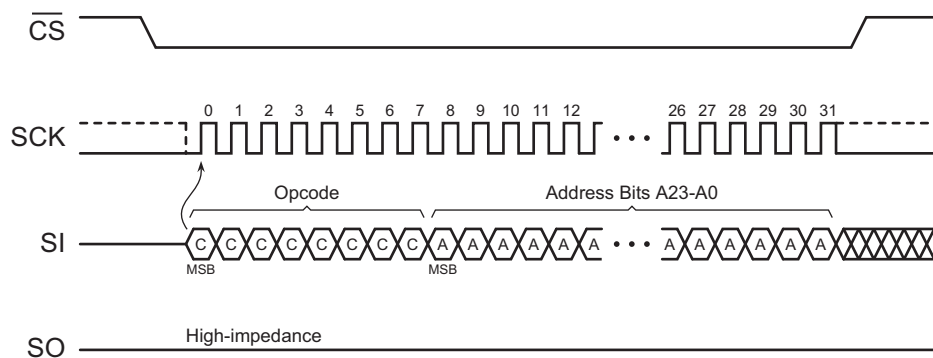 CS
0 1 2 3 4 5 6 7 8 9 10 11 12 26 27 28 29 30 31
SCK
Opcode Address Bits A23-A0
SI C C C C C C C C A A A A A A A A A A A A
MSB MSB
High-impedance
SO